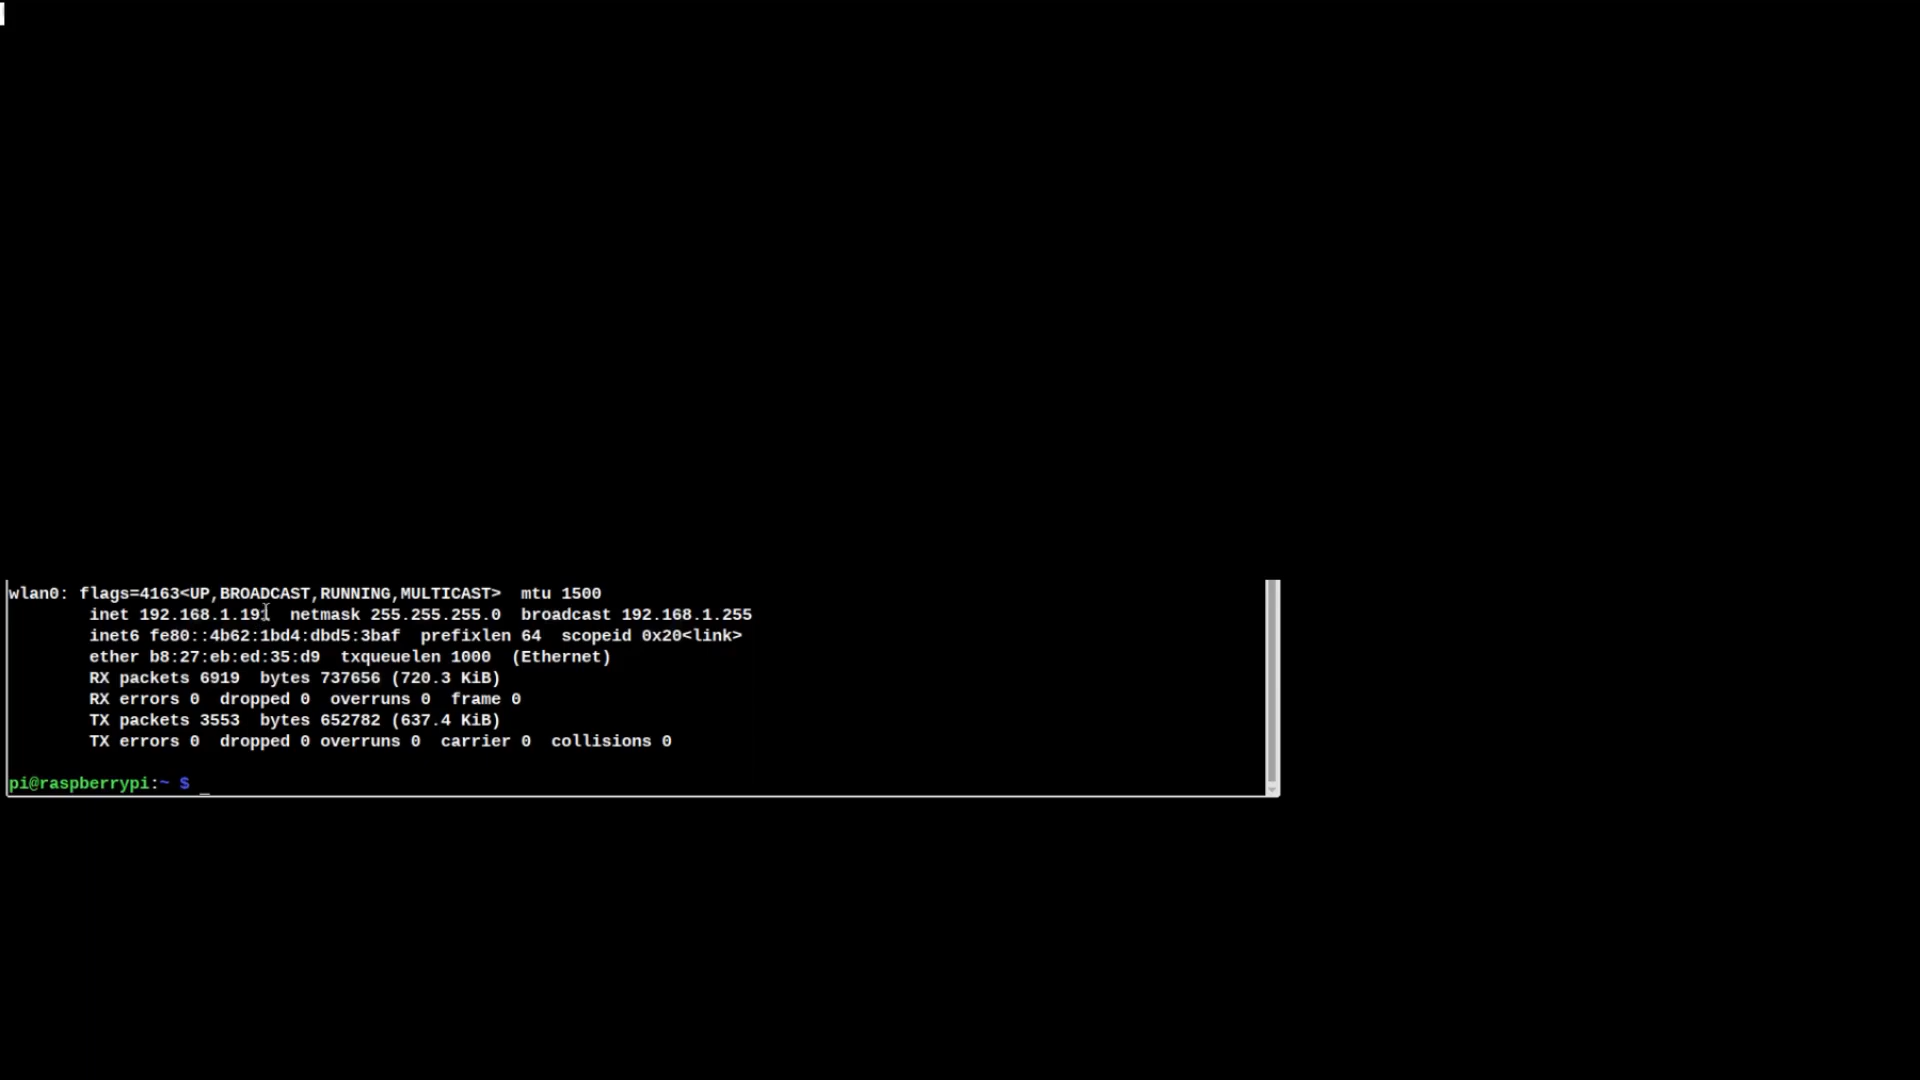 wlan0: flags=4163<UP,BROADCAST,RUNNING,MULTICAST>  mtu 1500
inet 192.168.1.191  netmask 255.255.255.0  broadcast 192.168.1.255
inet6 fe80::4b62:1bd4:dbd5:3baf  prefixlen 64  scopeid 0x20<link>
ether b8:27:eb:ed:35:d9  txqueuelen 1000  (Ethernet)
RX packets 6919  bytes 737656 (720.3 KiB)
RX errors 0  dropped 0  overruns 0  frame 0
TX packets 3553  bytes 652782 (637.4 KiB)
TX errors 0  dropped 0 overruns 0  carrier 0  collisions 0
pi@raspberrypi:~ $ _